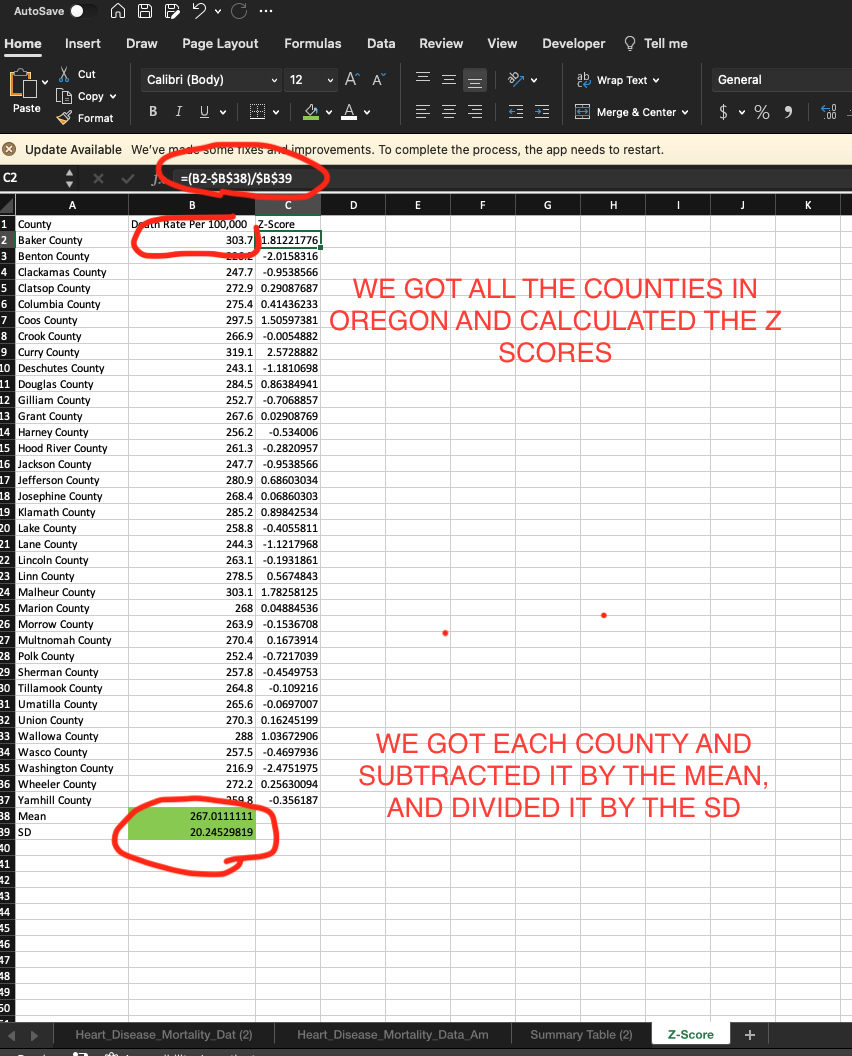 AutoSave
Home Insert Draw Page Layout Formulas Data Review View Developer Tell me
Paste
Cut
Copy
Format
Calibri (Body) 12
B I U
Wrap Text
Merge & Center
General
$ %
Update Available We've made some fixes and improvements. To complete the process, the app needs to restart.
C2 =(B2-$B$38)/$B$39
A B C D E F G H I J K
1 County Death Rate Per 100,000 Z-Score
2 Baker County 303.7 1.81221776
3 Benton County 226.2 -2.0158316
4 Clackamas County 247.7 -0.9538566
5 Clatsop County 272.9 0.29087687
6 Columbia County 275.4 0.41436233
7 Coos County 297.5 1.50597381
8 Crook County 266.9 -0.0054882
9 Curry County 319.1 2.5728882
10 Deschutes County 243.1 -1.1810698
11 Douglas County 284.5 0.86384941
12 Gilliam County 252.7 -0.7068857
13 Grant County 267.6 0.02908769
14 Harney County 256.2 -0.534006
15 Hood River County 261.3 -0.2820957
16 Jackson County 247.7 -0.9538566
17 Jefferson County 280.9 0.68603034
18 Josephine County 268.4 0.06860303
19 Klamath County 285.2 0.89842534
20 Lake County 258.8 -0.4055811
21 Lane County 244.3 -1.1217968
22 Lincoln County 263.1 -0.1931861
23 Linn County 278.5 0.5674843
24 Malheur County 303.1 1.78258125
25 Marion County 268 0.04884536
26 Morrow County 263.9 -0.1536708
27 Multnomah County 270.4 0.1673914
28 Polk County 252.4 -0.7217039
29 Sherman County 257.8 -0.4549753
30 Tillamook County 264.8 -0.109216
31 Umatilla County 265.6 -0.0697007
32 Union County 270.3 0.16245199
33 Wallowa County 288 1.03672906
34 Wasco County 257.5 -0.4697936
35 Washington County 216.9 -2.4751975
36 Wheeler County 272.2 0.25630094
37 Yamhill County 259.8 -0.356187
38 Mean 267.0111111
39 SD 20.24529819
40
41
42
43
44
45
46
47
48
49
50
WE GOT ALL THE COUNTIES IN
OREGON AND CALCULATED THE Z
SCORES
WE GOT EACH COUNTY AND
SUBTRACTED IT BY THE MEAN,
AND DIVIDED IT BY THE SD
Heart_Disease_Mortality_Dat (2) Heart_Disease_Mortality_Data_Am Summary Table (2) Z-Score